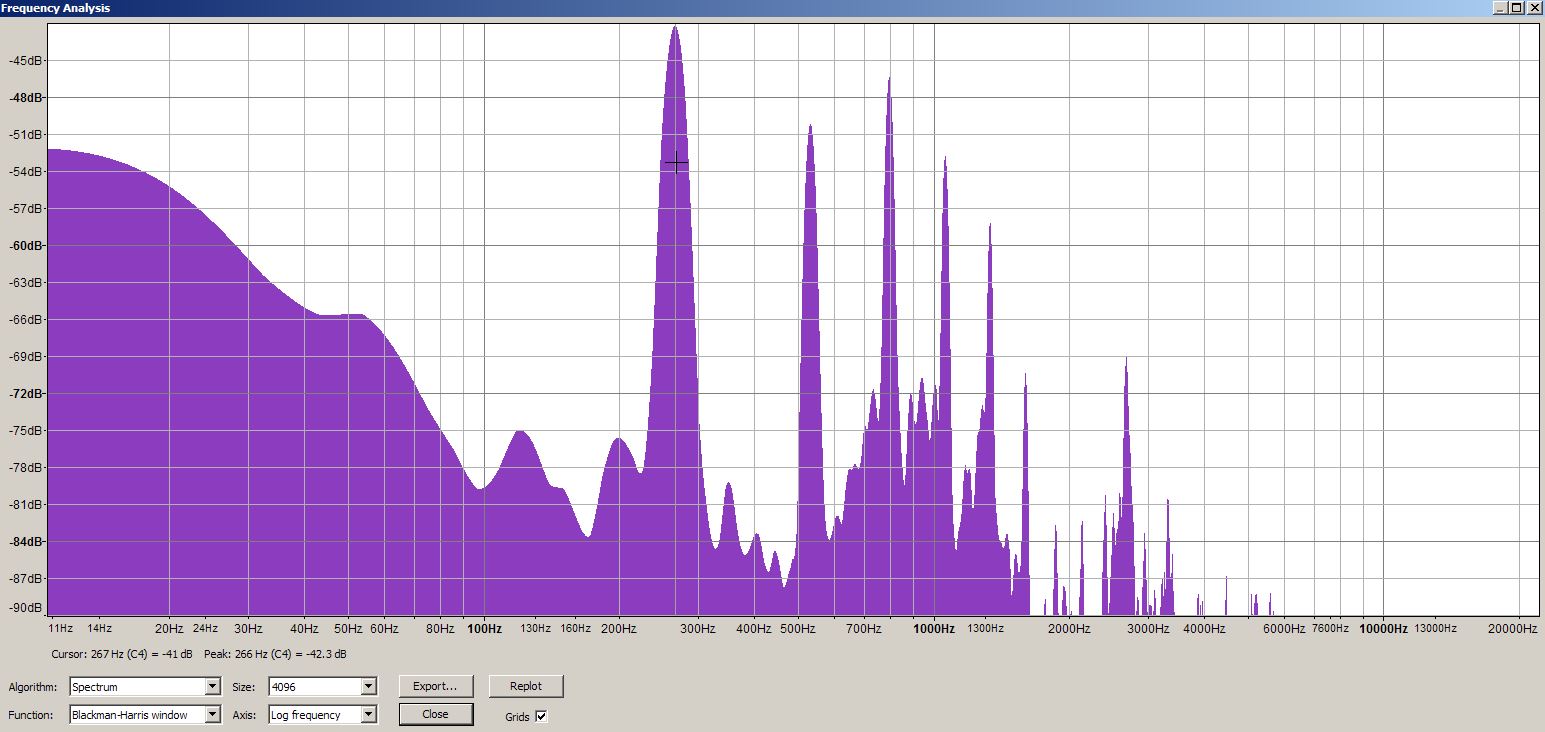 Frequency Analysis
-45dB
-48dB
-51dB
-54dB
-57dB
-60dB
-63dB
-66dB
-69dB
-72dB
-75dB
-78dB
-81dB
-84dB
-87dB
-90dB
11Hz 14Hz 20Hz 24Hz 30Hz 40Hz 50Hz 60Hz 80Hz 100Hz 130Hz 160Hz 200Hz 300Hz 400Hz 500Hz 700Hz 1000Hz 1300Hz 2000Hz 3000Hz 4000Hz 6000Hz 7600Hz 10000Hz 13000Hz 20000Hz
Cursor: 267 Hz (C4) = -41 dB Peak: 266 Hz (C4) = -42.3 dB
Algorithm: Spectrum Size: 4096 Export... Replot
Function: Blackman-Harris window Axis: Log frequency Close Grids